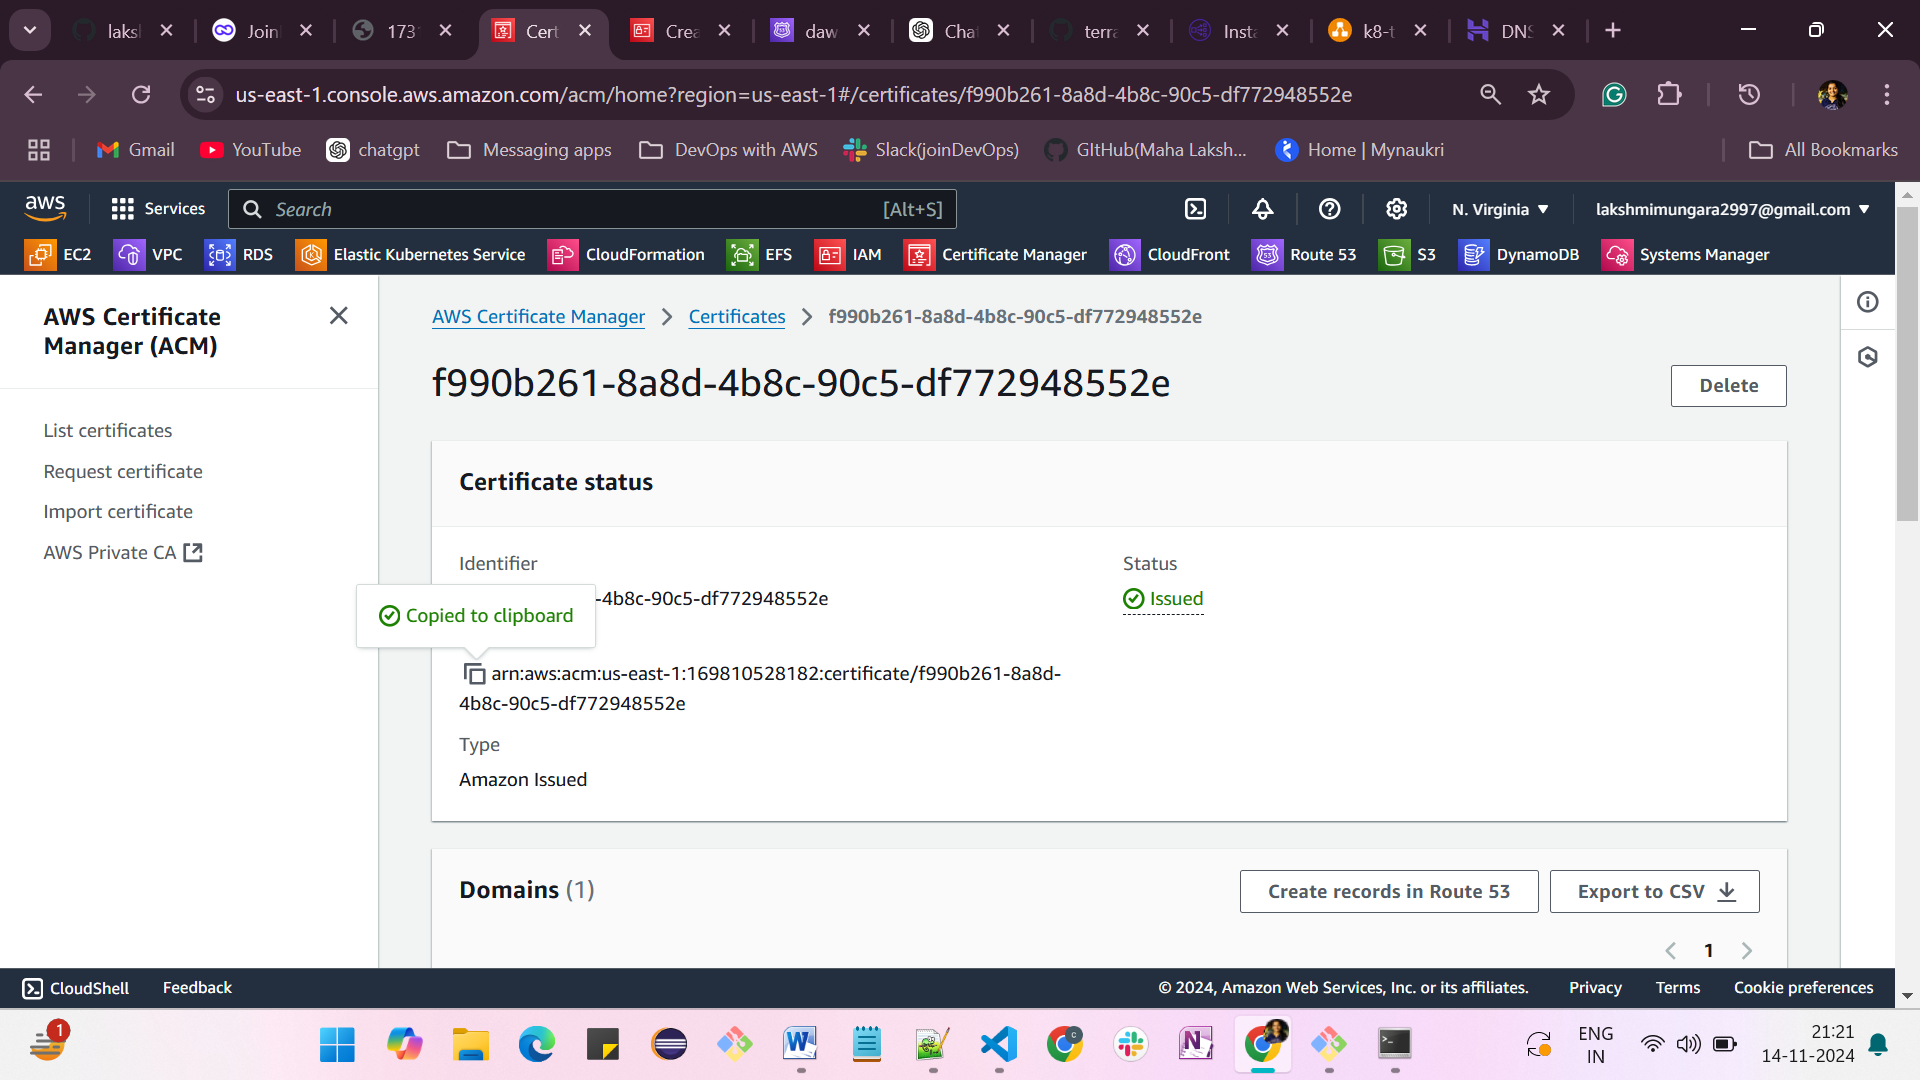 laksh
Join
173
Cert
Crea
daw
Chat
terra
Insta
k8-t
DNS
us-east-1.console.aws.amazon.com/acm/home?region=us-east-1#/certificates/f990b261-8a8d-4b8c-90c5-df772948552e
Gmail
YouTube
chatgpt
Messaging apps
DevOps with AWS
Slack(joinDevOps)
GItHub(Maha Laksh...
Home | Mynaukri
All Bookmarks
aws
Services
Search
[Alt+S]
N. Virginia
lakshmimungara2997@gmail.com
EC2
VPC
RDS
Elastic Kubernetes Service
CloudFormation
EFS
IAM
Certificate Manager
CloudFront
Route 53
S3
DynamoDB
Systems Manager
AWS Certificate
Manager (ACM)
List certificates
Request certificate
Import certificate
AWS Private CA
AWS Certificate Manager
Certificates
f990b261-8a8d-4b8c-90c5-df772948552e
f990b261-8a8d-4b8c-90c5-df772948552e
Delete
Certificate status
Identifier
-4b8c-90c5-df772948552e
Status
Issued
Copied to clipboard
arn:aws:acm:us-east-1:169810528182:certificate/f990b261-8a8d-
4b8c-90c5-df772948552e
Type
Amazon Issued
Domains (1)
Create records in Route 53
Export to CSV
1
CloudShell
Feedback
© 2024, Amazon Web Services, Inc. or its affiliates.
Privacy
Terms
Cookie preferences
1
ENG
IN
21:21
14-11-2024